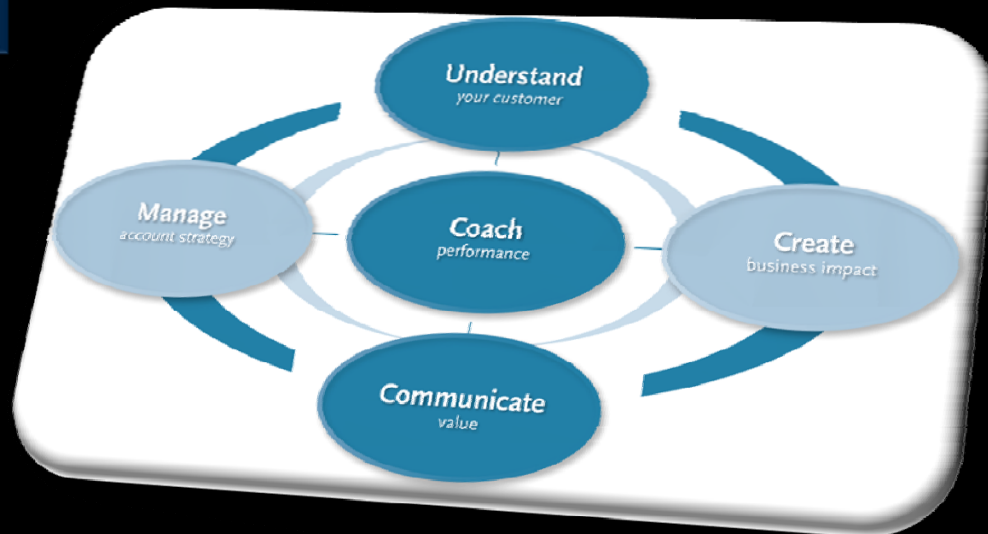 Understand
your customer
Manage
account strategy
Coach
performance
Create
business impact
Communicate
value